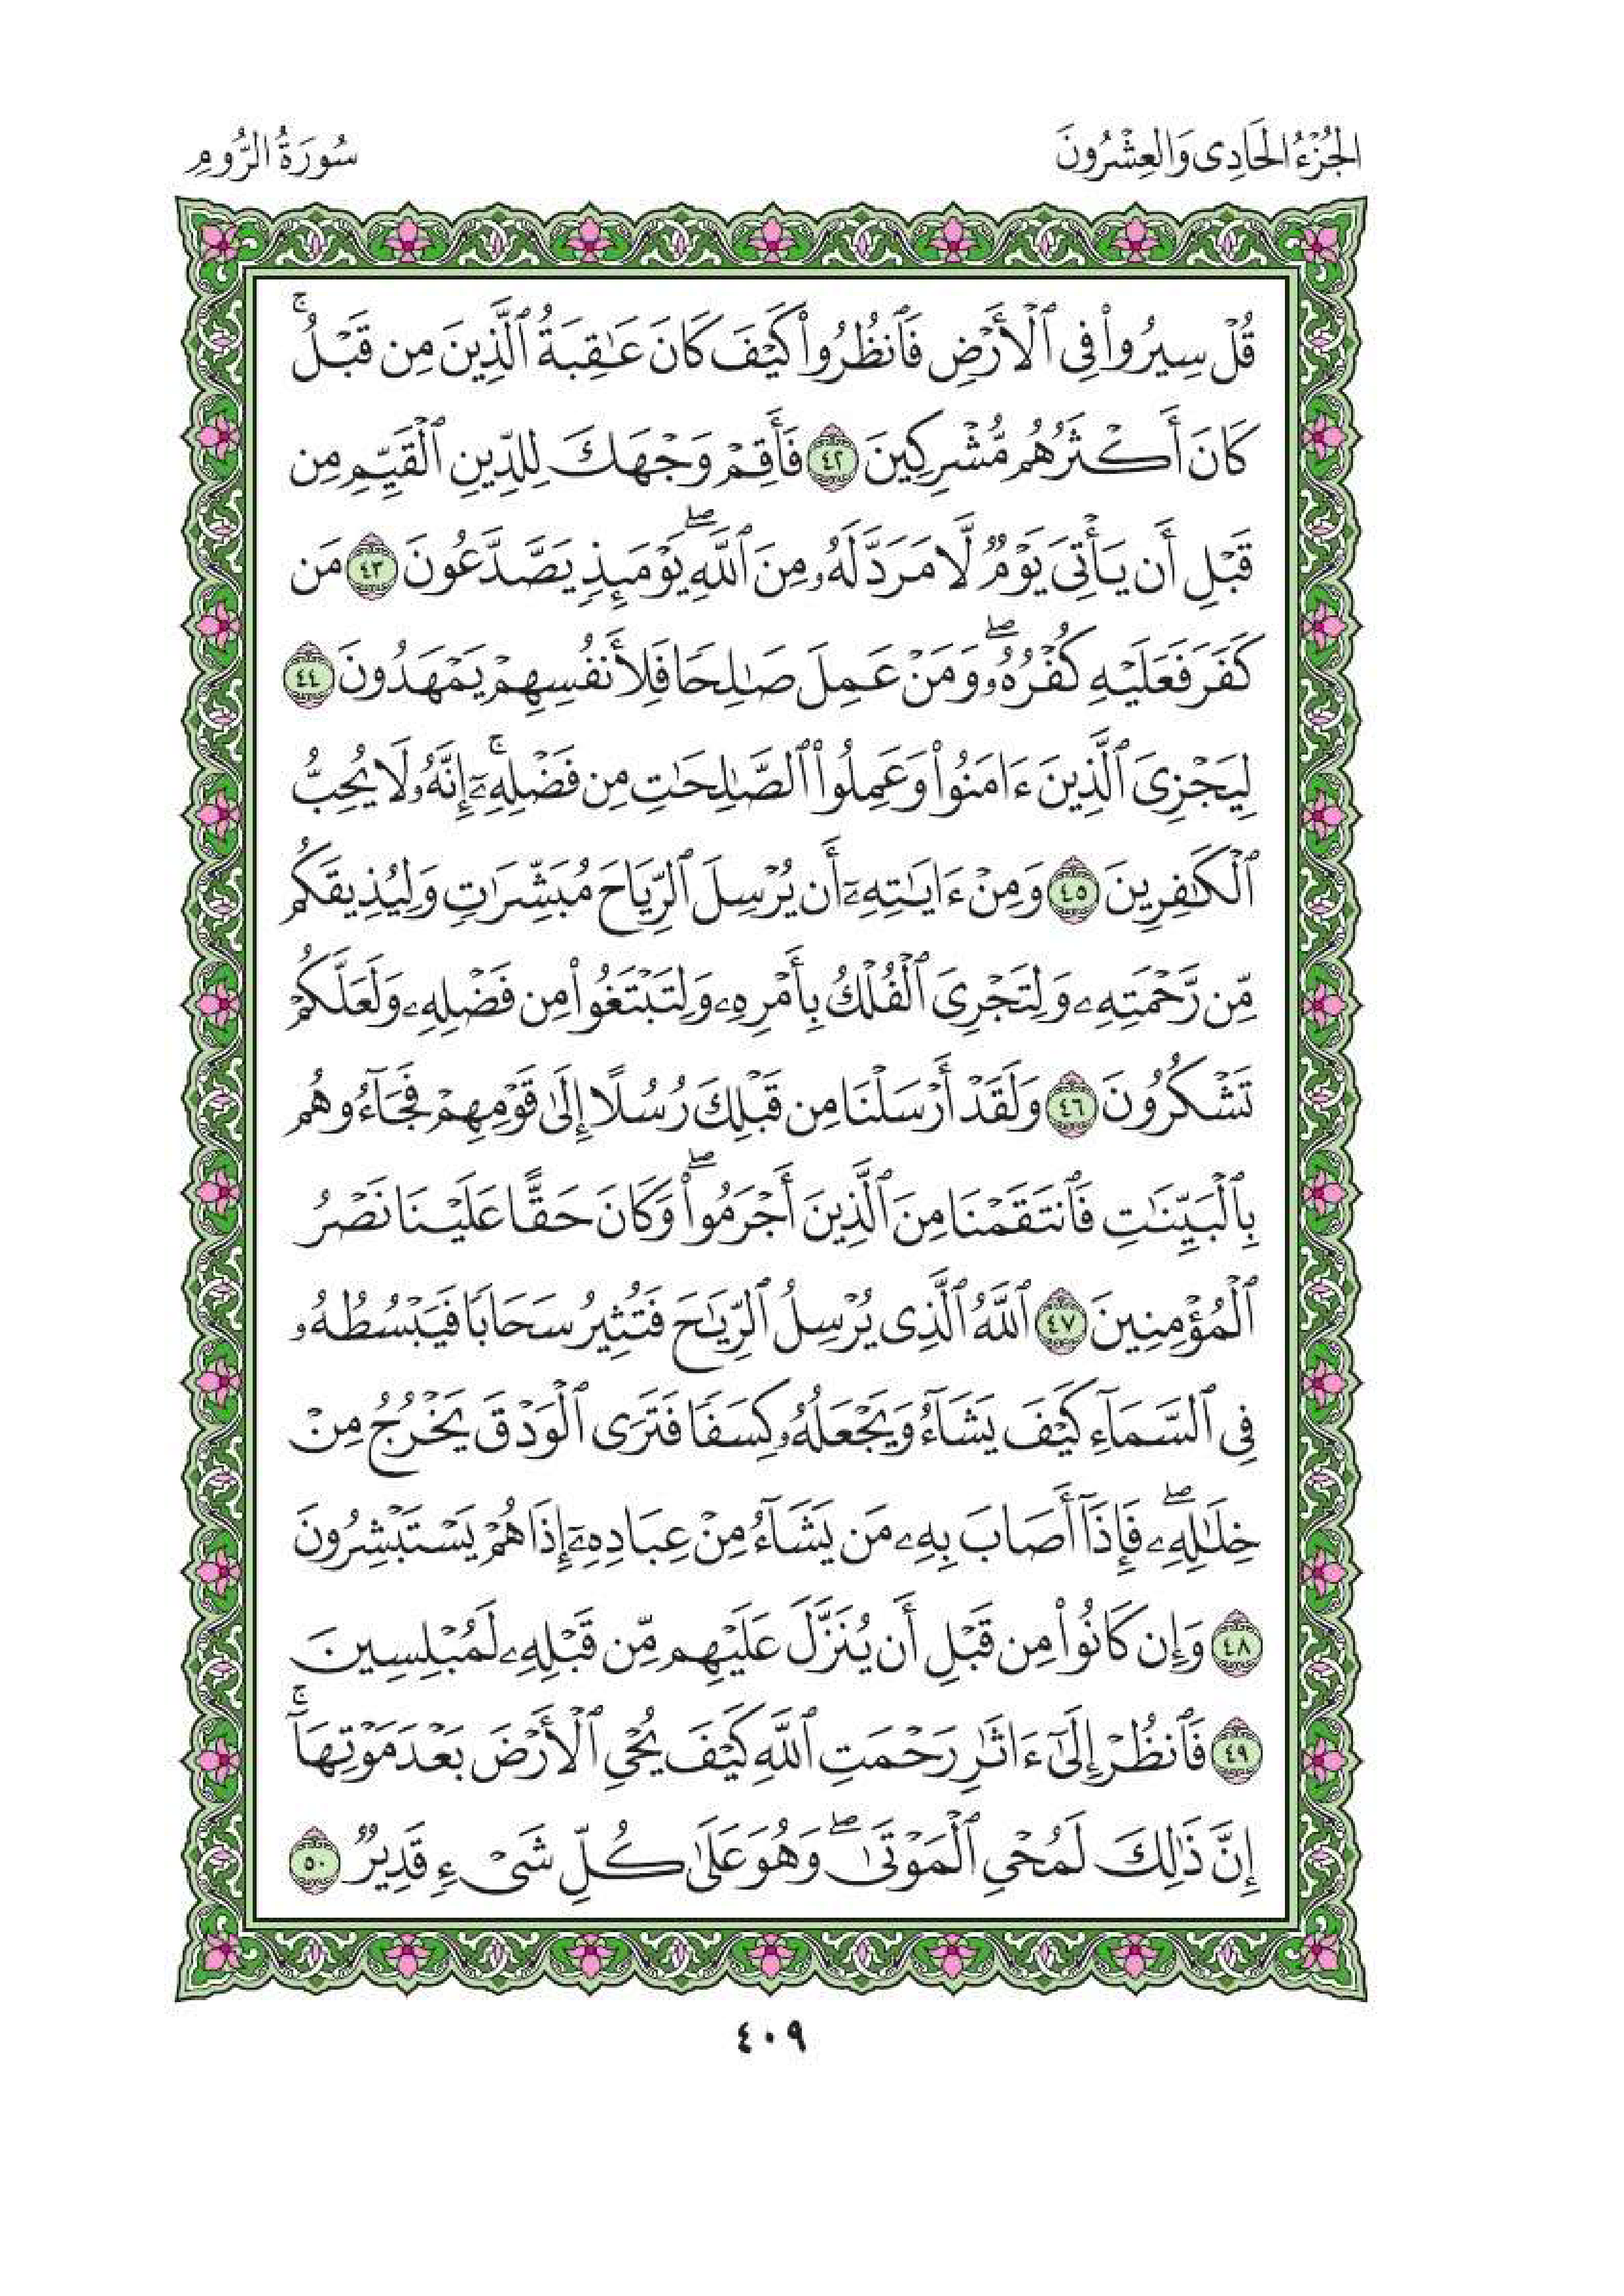 الجُزْءُ الحَادِي وَالعِشْرُونَ
سُورَةُ الرُّومِ
قُلْ سِيرُوا۟ فِى ٱلْأَرْضِ فَٱنظُرُوا۟ كَيْفَ كَانَ عَـٰقِبَةُ ٱلَّذِينَ مِن قَبْلُ ۚ
كَانَ أَكْثَرُهُم مُّشْرِكِينَ ٤٢ فَأَقِمْ وَجْهَكَ لِلدِّينِ ٱلْقَيِّمِ مِن
قَبْلِ أَن يَأْتِىَ يَوْمٌ لَّا مَرَدَّ لَهُۥ مِنَ ٱللَّهِ ۖ يَوْمَئِذٍ يَصَّدَّعُونَ ٤٣ مَن
كَفَرَ فَعَلَيْهِ كُفْرُهُۥ ۖ وَمَنْ عَمِلَ صَـٰلِحًا فَلِأَنفُسِهِمْ يَمْهَدُونَ ٤٤
لِيَجْزِىَ ٱلَّذِينَ ءَامَنُوا۟ وَعَمِلُوا۟ ٱلصَّـٰلِحَـٰتِ مِن فَضْلِهِۦٓ ۚ إِنَّهُۥ لَا يُحِبُّ
ٱلْكَـٰفِرِينَ ٤٥ وَمِنْ ءَايَـٰتِهِۦٓ أَن يُرْسِلَ ٱلرِّيَاحَ مُبَشِّرَٰتٍ وَلِيُذِيقَكُم
مِّن رَّحْمَتِهِۦ وَلِتَجْرِىَ ٱلْفُلْكُ بِأَمْرِهِۦ وَلِتَبْتَغُوا۟ مِن فَضْلِهِۦ وَلَعَلَّكُمْ
تَشْكُرُونَ ٤٦ وَلَقَدْ أَرْسَلْنَا مِن قَبْلِكَ رُسُلًا إِلَىٰ قَوْمِهِمْ فَجَآءُوهُم
بِٱلْبَيِّنَـٰتِ فَٱنتَقَمْنَا مِنَ ٱلَّذِينَ أَجْرَمُوا۟ ۖ وَكَانَ حَقًّا عَلَيْنَا نَصْرُ
ٱلْمُؤْمِنِينَ ٤٧ ٱللَّهُ ٱلَّذِى يُرْسِلُ ٱلرِّيَـٰحَ فَتُثِيرُ سَحَابًا فَيَبْسُطُهُۥ
فِى ٱلسَّمَآءِ كَيْفَ يَشَآءُ وَيَجْعَلُهُۥ كِسَفًا فَتَرَى ٱلْوَدْقَ يَخْرُجُ مِنْ
خِلَـٰلِهِۦ ۖ فَإِذَآ أَصَابَ بِهِۦ مَن يَشَآءُ مِنْ عِبَادِهِۦٓ إِذَا هُمْ يَسْتَبْشِرُونَ
٤٨ وَإِن كَانُوا۟ مِن قَبْلِ أَن يُنَزَّلَ عَلَيْهِم مِّن قَبْلِهِۦ لَمُبْلِسِينَ
٤٩ فَٱنظُرْ إِلَىٰٓ ءَاثَـٰرِ رَحْمَتِ ٱللَّهِ كَيْفَ يُحْىِ ٱلْأَرْضَ بَعْدَ مَوْتِهَآ ۚ
إِنَّ ذَٰلِكَ لَمُحْىِ ٱلْمَوْتَىٰ ۖ وَهُوَ عَلَىٰ كُلِّ شَىْءٍ قَدِيرٌ ٥٠
٤٠٩